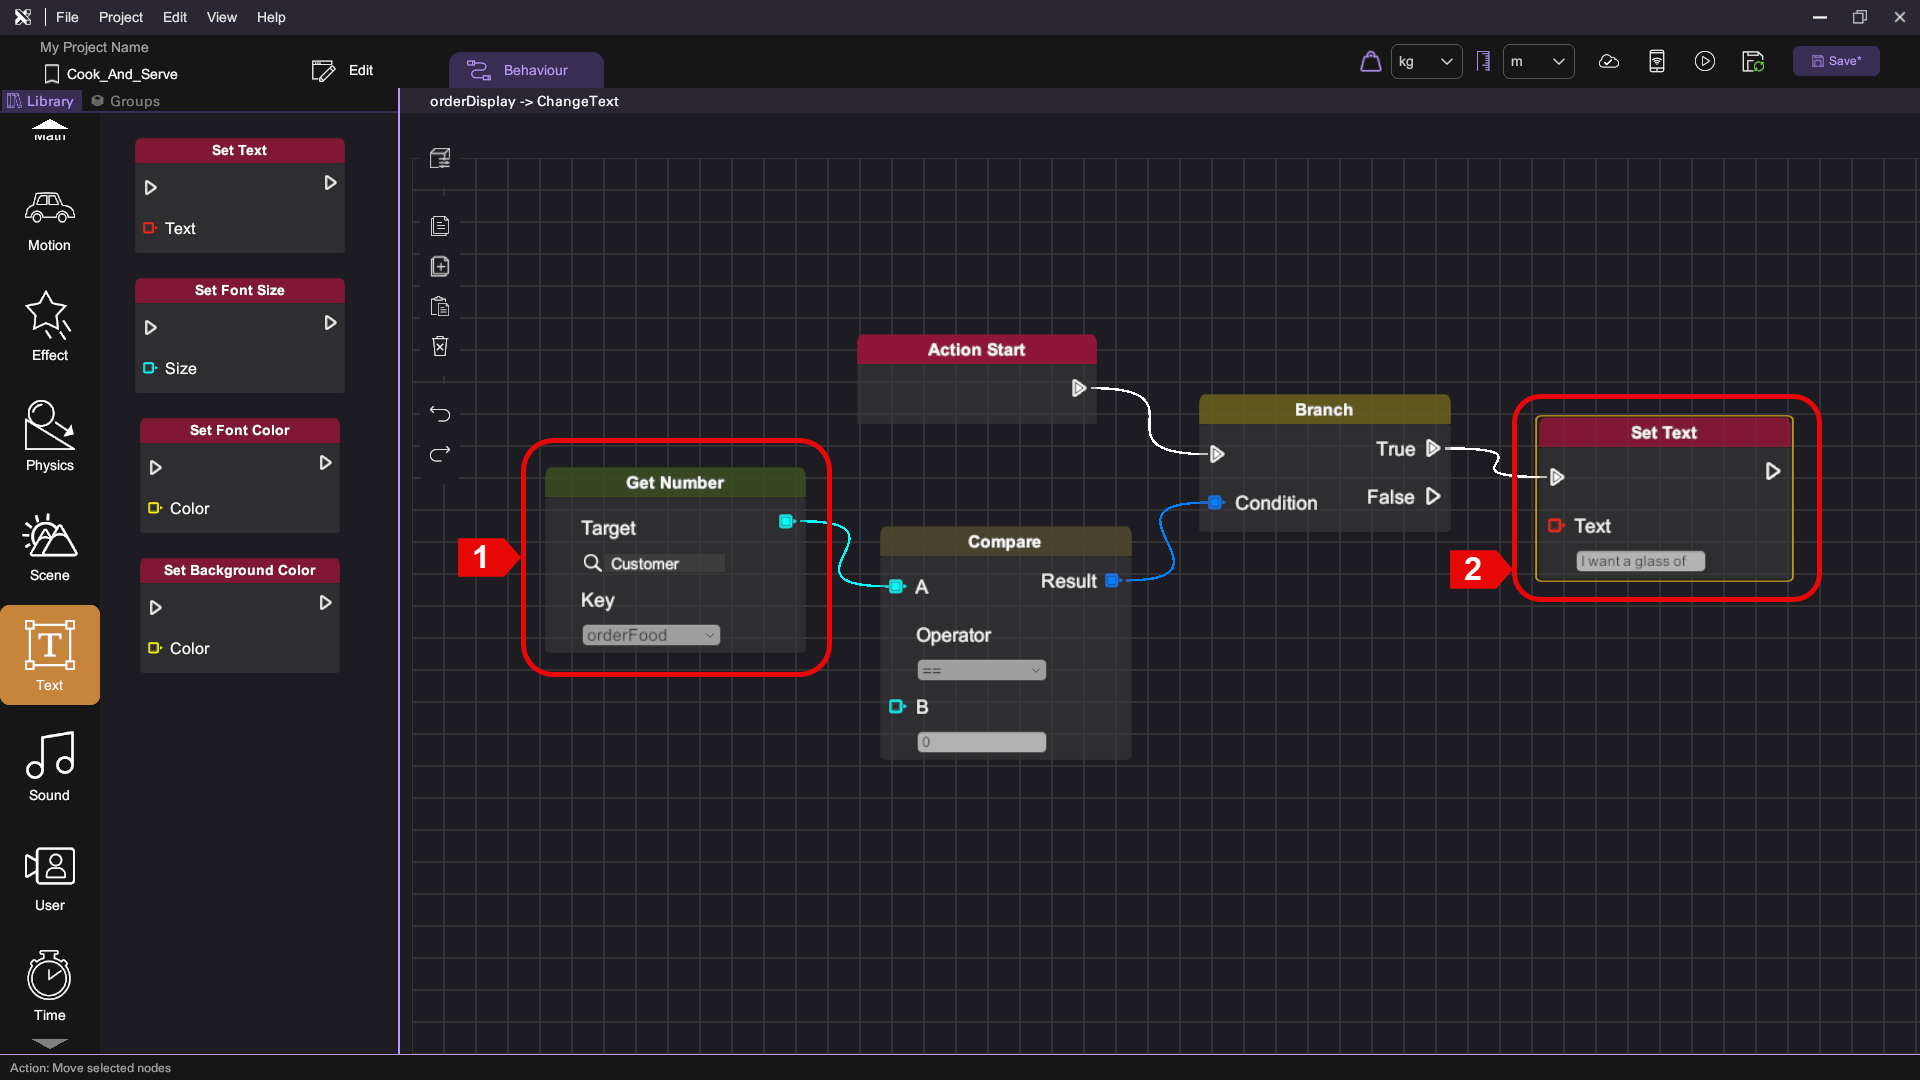 File Project Edit View Help
My Project Name
Cook_And_Serve
Edit
Behaviour
kg
m
Save*
Library
Groups
orderDisplay -> ChangeText
Math
Motion
Effect
Physics
Scene
Text
Sound
User
Time
Set Text
Text
Set Font Size
Size
Set Font Color
Color
Set Background Color
Color
Action Start
Branch
True
Condition
False
1
Get Number
Target
Customer
Key
orderFood
Compare
A
Result
Operator
==
B
0
2
Set Text
Text
I want a glass of
Action: Move selected nodes